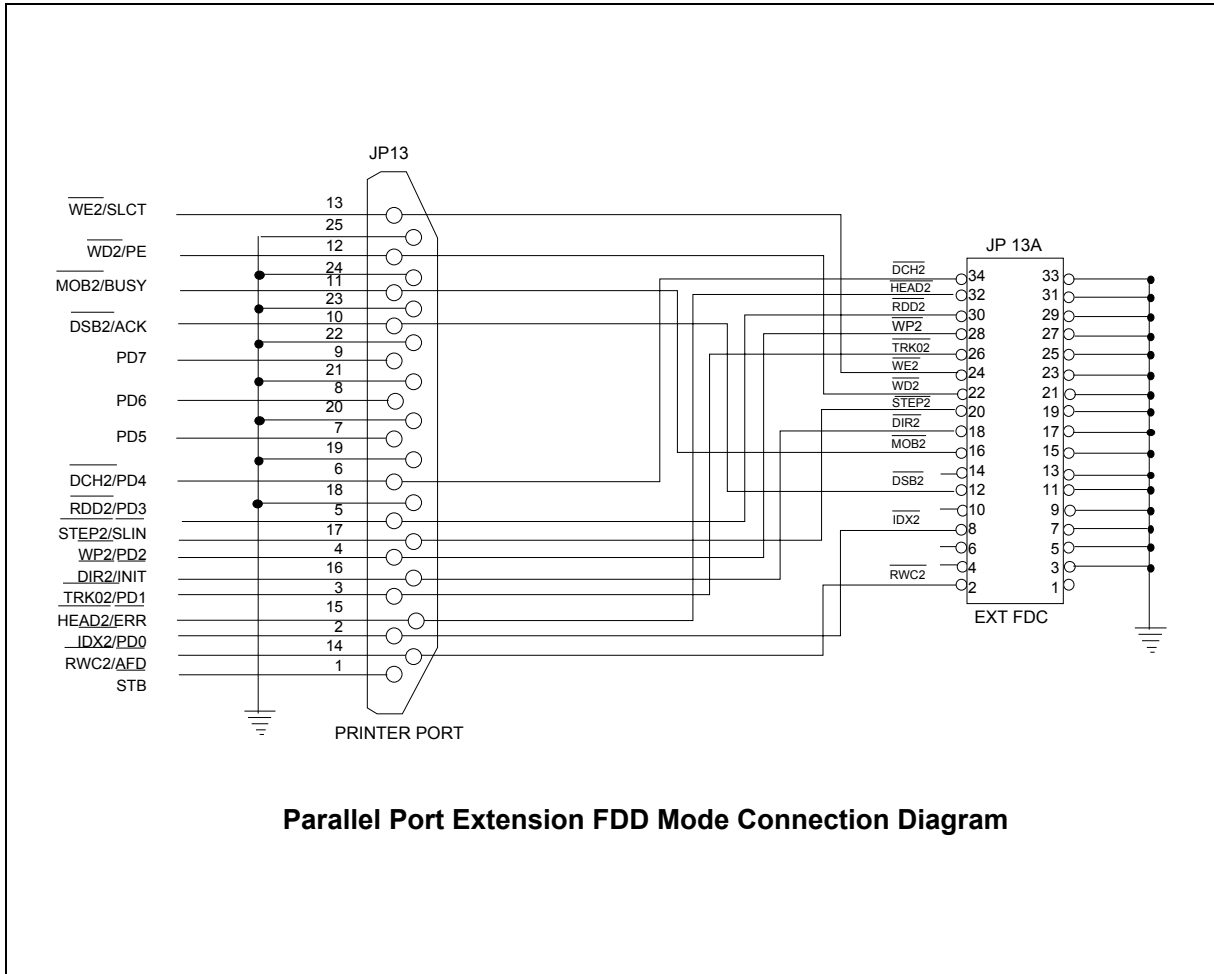 JP13
WE2/SLCT
13
25
WD2/PE
12
24
MOB2/BUSY
11
23
DSB2/ACK
10
22
PD7
9
21
PD6
8
20
PD5
7
19
DCH2/PD4
6
18
RDD2/PD3
5
STEP2/SLIN
17
WP2/PD2
4
DIR2/INIT
16
TRK02/PD1
3
HEAD2/ERR
15
IDX2/PD0
2
RWC2/AFD
14
STB
1
PRINTER PORT
JP 13A
DCH2 34 33
HEAD2 32 31
RDD2 30 29
WP2 28 27
TRK02 26 25
WE2 24 23
WD2 22 21
STEP2 20 19
DIR2 18 17
MOB2 16 15
14 13
DSB2 12 11
10 9
IDX2 8 7
6 5
4 3
RWC2 2 1
EXT FDC
Parallel Port Extension FDD Mode Connection Diagram